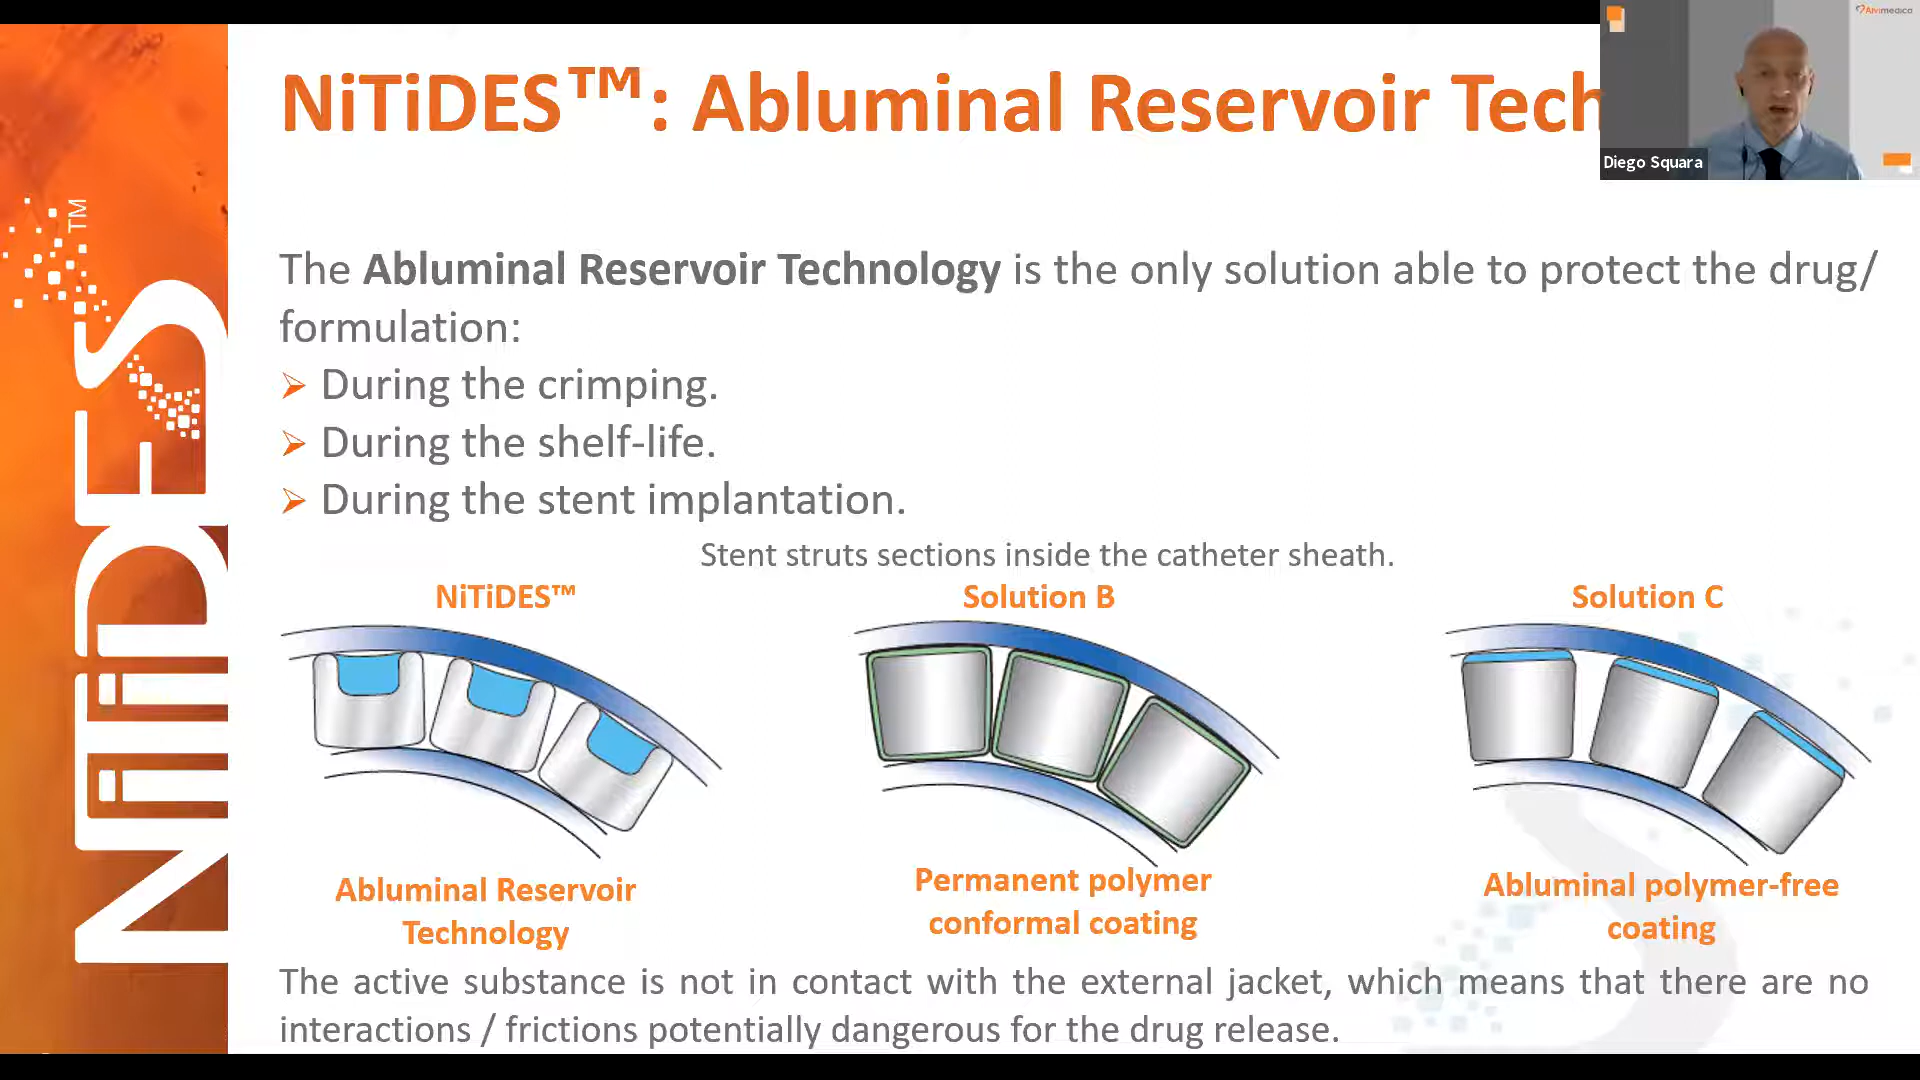 NiTiDES™: Abluminal Reservoir Tech
Alvimedica
Diego Squara
NiTiDES™
The Abluminal Reservoir Technology is the only solution able to protect the drug/
formulation:
➢ During the crimping.
➢ During the shelf-life.
➢ During the stent implantation.
Stent struts sections inside the catheter sheath.
NiTiDES™
Solution B
Solution C
Abluminal Reservoir
Technology
Permanent polymer
conformal coating
Abluminal polymer-free
coating
The active substance is not in contact with the external jacket, which means that there are no
interactions / frictions potentially dangerous for the drug release.